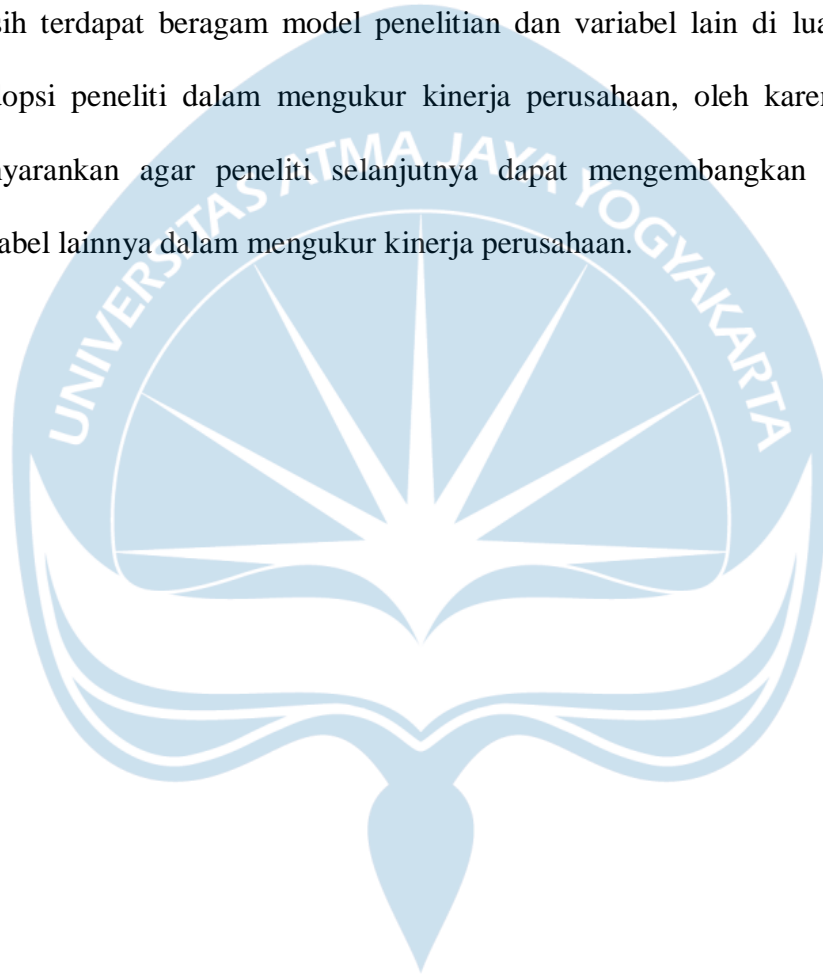 sih terdapat beragam model penelitian dan variabel lain di lua
opsi peneliti dalam mengukur kinerja perusahaan, oleh karen
nyarankan agar peneliti selanjutnya dapat mengembangkan
abel lainnya dalam mengukur kinerja perusahaan.
UNIVERSITAS ATMA JAYA YOGYAKARTA